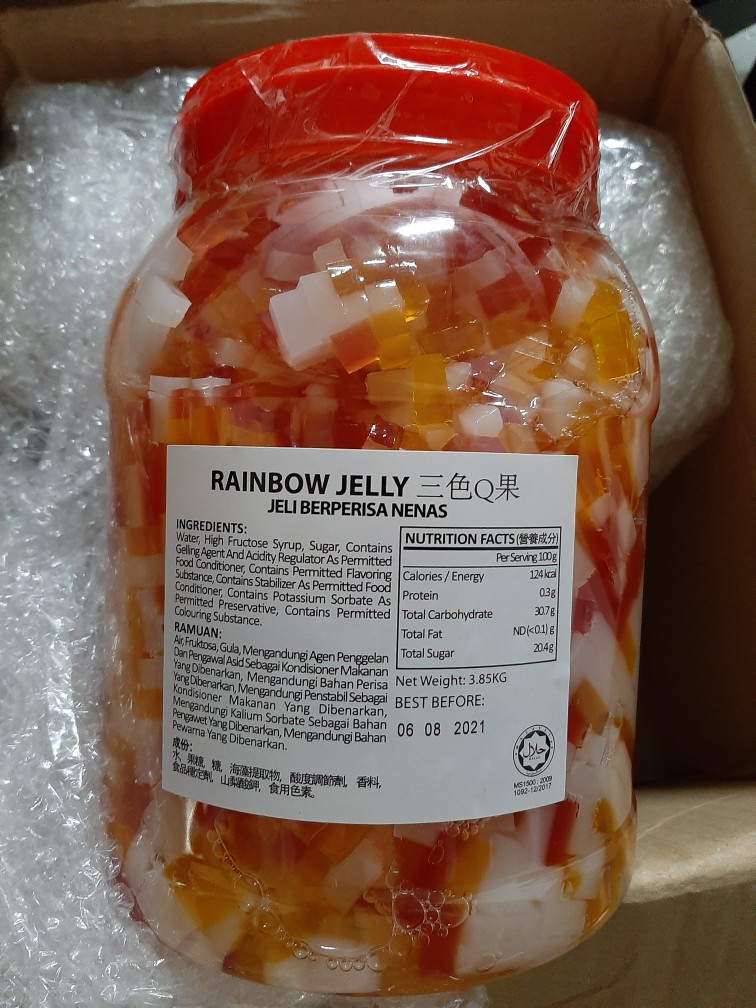 RAINBOW JELLY 三色Q果
JELI BERPERISA NENAS
INGREDIENTS:
Water, High Fructose Syrup, Sugar, Contains
Gelling Agent And Acidity Regulator As Permitted
Food Conditioner, Contains Permitted Flavoring
Substance, Contains Stabilizer As Permitted Food
Conditioner, Contains Potassium Sorbate As
Permitted Preservative, Contains Permitted
Colouring Substance.
RAMUAN:
Air, Fruktosa, Gula, Mengandungi Agen Penggelan
Dan Pengawal Asid Sebagai Kondisioner Makanan
Yang Dibenarkan, Mengandungi Bahan Perisa
Yang Dibenarkan, Mengandungi Penstabil Sebagai
Kondisioner Makanan Yang Dibenarkan,
Mengandungi Kalium Sorbate Sebagai Bahan
Pengawet Yang Dibenarkan, Mengandungi Bahan
Pewarna Yang Dibenarkan.
成份:
水, 果糖, 糖, 海藻提取物, 酸度調節劑, 香料,
食品穩定劑, 山梨酸鉀, 食用色素。
NUTRITION FACTS (營養成分)
Per Serving 100 g
Calories / Energy 124 kcal
Protein 0.3 g
Total Carbohydrate 30.7 g
Total Fat ND (<0.1) g
Total Sugar 20.4 g
Net Weight: 3.85KG
BEST BEFORE:
06 08 2021
حلال
MS1500 : 2009
1092-12/2017